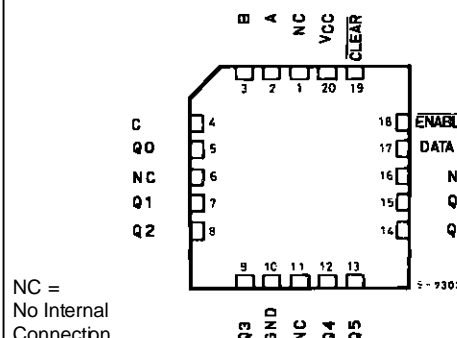 B A NC VCC CLEAR
3 2 1 20 19
C 4 18
Q0 5 17 DATA
NC 6 16
Q1 7 15
Q2 8 14
9 10 11 12 13
Q3 GND NC Q4 Q5
NC =
No Internal
Connection